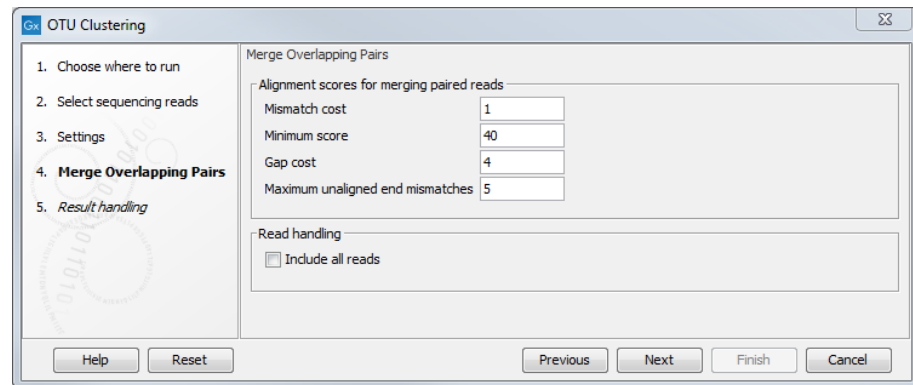 Gx OTU Clustering
1. Choose where to run
2. Select sequencing reads
3. Settings
4. Merge Overlapping Pairs
5. Result handling
Merge Overlapping Pairs
Alignment scores for merging paired reads
Mismatch cost 1
Minimum score 40
Gap cost 4
Maximum unaligned end mismatches 5
Read handling
Include all reads
Help Reset Previous Next Finish Cancel